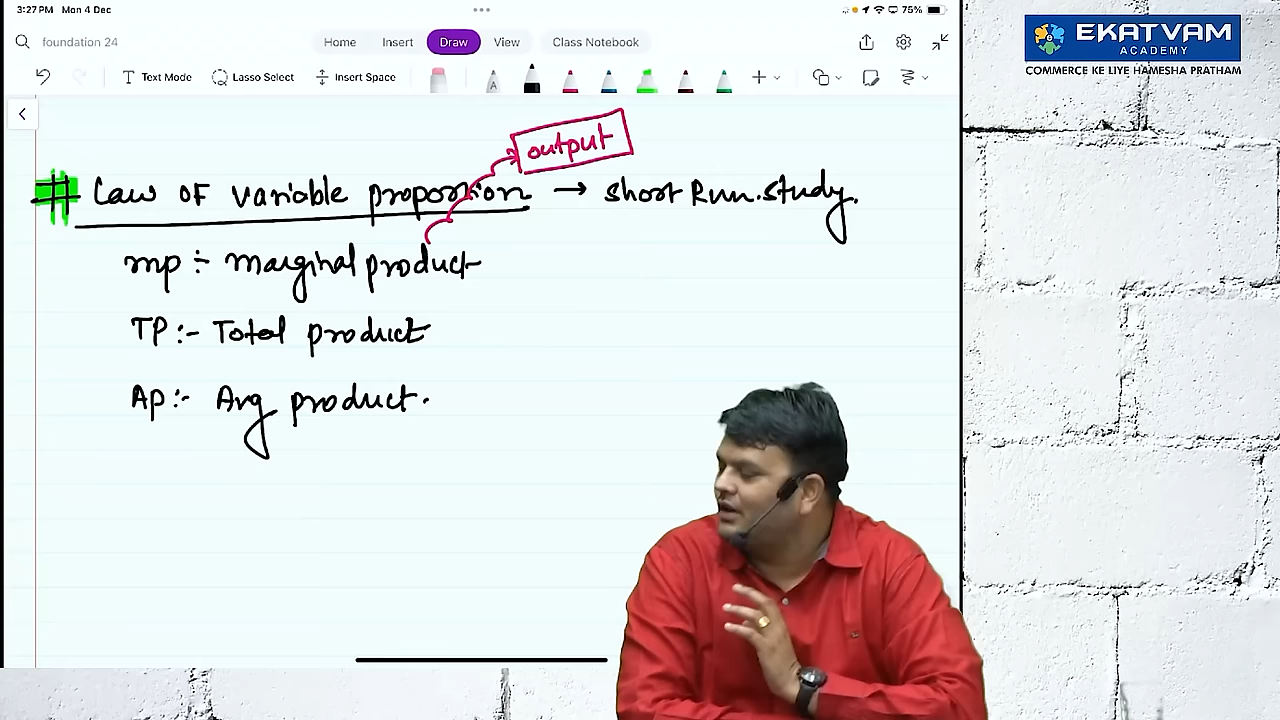 3:27 PM Mon 4 Dec
75%
foundation 24
Home Insert Draw View Class Notebook
Text Mode Lasso Select Insert Space
EKATVAM
ACADEMY
COMMERCE KE LIYE HAMESHA PRATHAM
output
# Law OF variable proportion → short Run.study.
mp :- marginal product
TP :- Total product
AP :- Avg product.